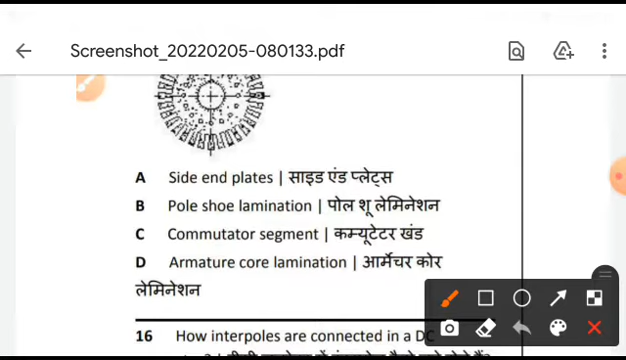 Screenshot_20220205-080133.pdf
A Side end plates | साइड एंड प्लेट्स
B Pole shoe lamination | पोल शू लेमिनेशन
C Commutator segment | कम्यूटेटर खंड
D Armature core lamination | आर्मेचर कोर
लेमिनेशन
16 How interpoles are connected in a DC